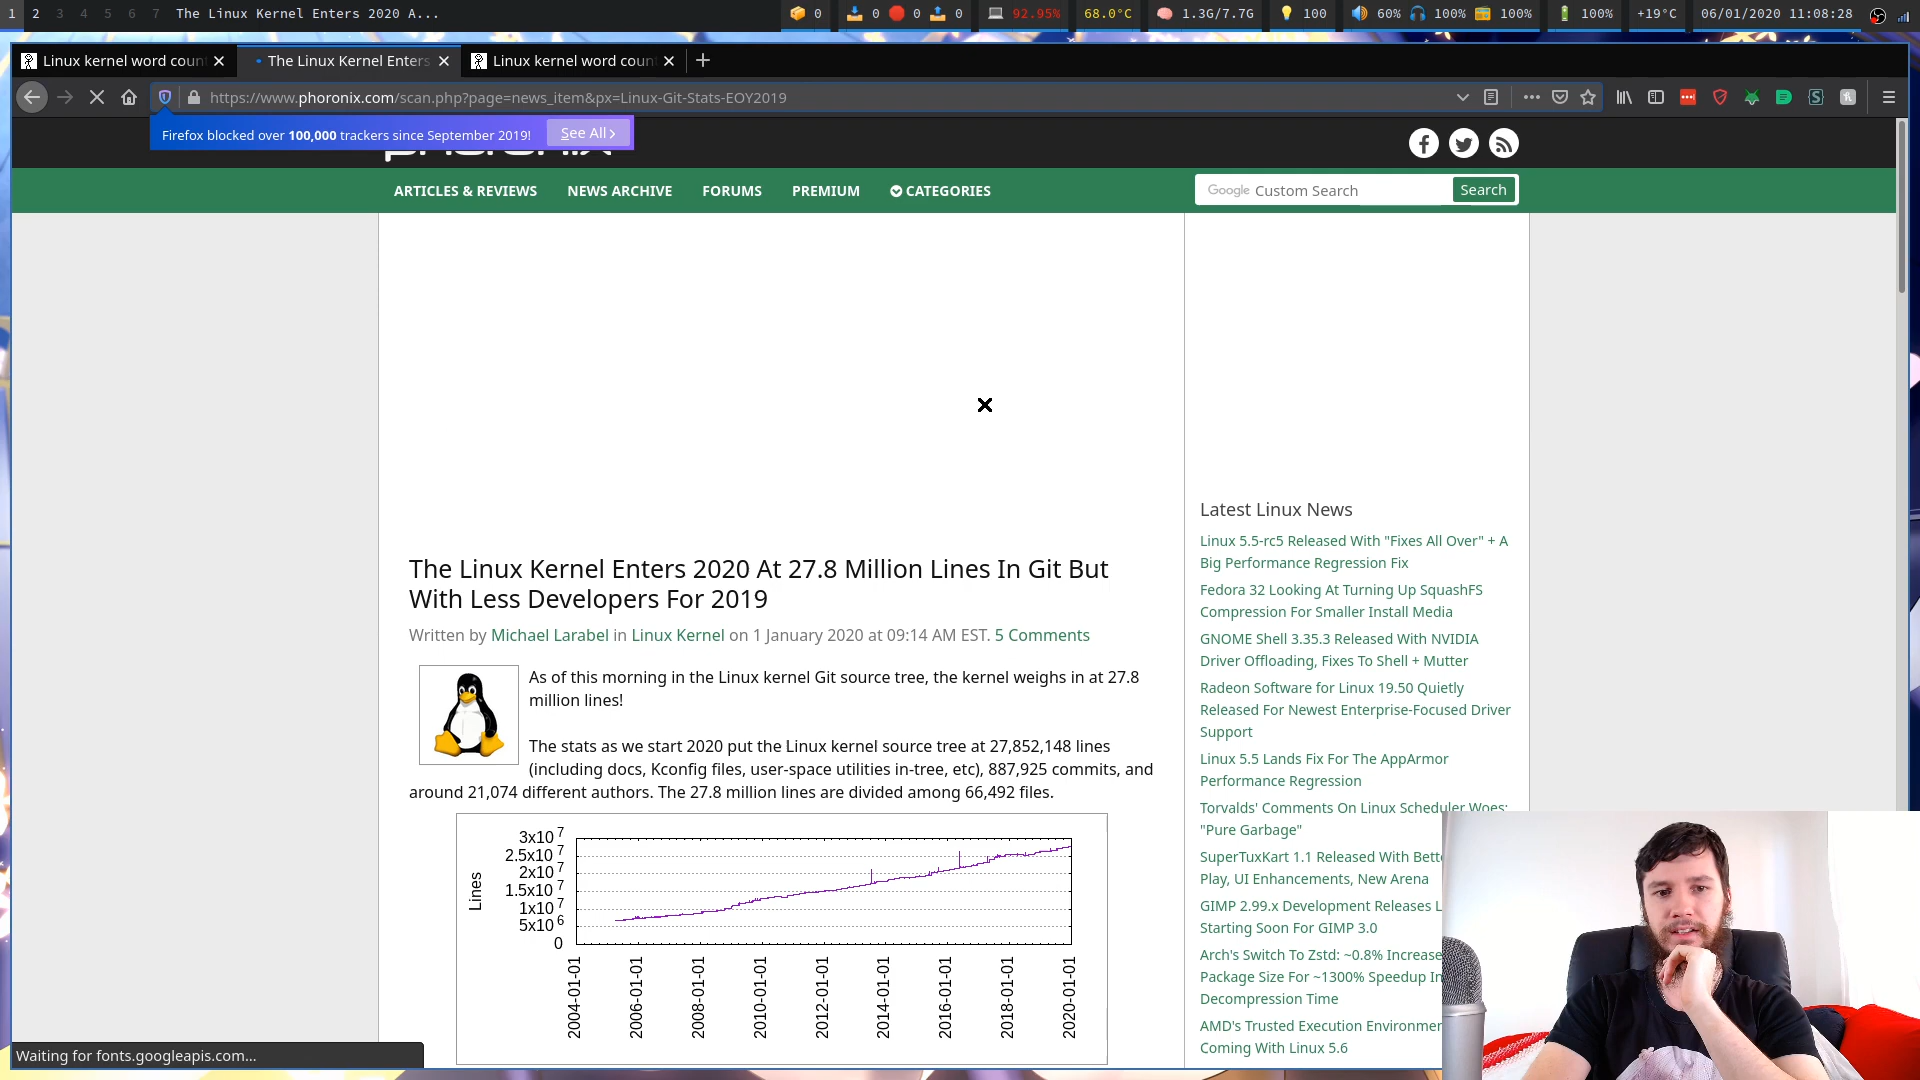 1 2 3 4 5 6 7 The Linux Kernel Enters 2020 A... 0 0 0 0 92.95% 68.0°C 1.3G/7.7G 100 60% 100% 100% 100% +19°C 06/01/2020 11:08:28
Linux kernel word coun The Linux Kernel Enters Linux kernel word coun
https://www.phoronix.com/scan.php?page=news_item&px=Linux-Git-Stats-EOY2019
Firefox blocked over 100,000 trackers since September 2019! See All
phoronix
ARTICLES & REVIEWS NEWS ARCHIVE FORUMS PREMIUM CATEGORIES Google Custom Search Search
The Linux Kernel Enters 2020 At 27.8 Million Lines In Git But
With Less Developers For 2019
Written by Michael Larabel in Linux Kernel on 1 January 2020 at 09:14 AM EST. 5 Comments
As of this morning in the Linux kernel Git source tree, the kernel weighs in at 27.8
million lines!
The stats as we start 2020 put the Linux kernel source tree at 27,852,148 lines
(including docs, Kconfig files, user-space utilities in-tree, etc), 887,925 commits, and
around 21,074 different authors. The 27.8 million lines are divided among 66,492 files.
3x10 7
2.5x10 7
2x10 7
1.5x10 7
1x10 7
5x10 6
0
Lines
2004-01-01 2006-01-01 2008-01-01 2010-01-01 2012-01-01 2014-01-01 2016-01-01 2018-01-01 2020-01-01
Latest Linux News
Linux 5.5-rc5 Released With "Fixes All Over" + A
Big Performance Regression Fix
Fedora 32 Looking At Turning Up SquashFS
Compression For Smaller Install Media
GNOME Shell 3.35.3 Released With NVIDIA
Driver Offloading, Fixes To Shell + Mutter
Radeon Software for Linux 19.50 Quietly
Released For Newest Enterprise-Focused Driver
Support
Linux 5.5 Lands Fix For The AppArmor
Performance Regression
Torvalds' Comments On Linux Scheduler Woes:
"Pure Garbage"
SuperTuxKart 1.1 Released With Bett
Play, UI Enhancements, New Arena
GIMP 2.99.x Development Releases L
Starting Soon For GIMP 3.0
Arch's Switch To Zstd: ~0.8% Increase
Package Size For ~1300% Speedup In
Decompression Time
AMD's Trusted Execution Environmen
Coming With Linux 5.6
Waiting for fonts.googleapis.com...